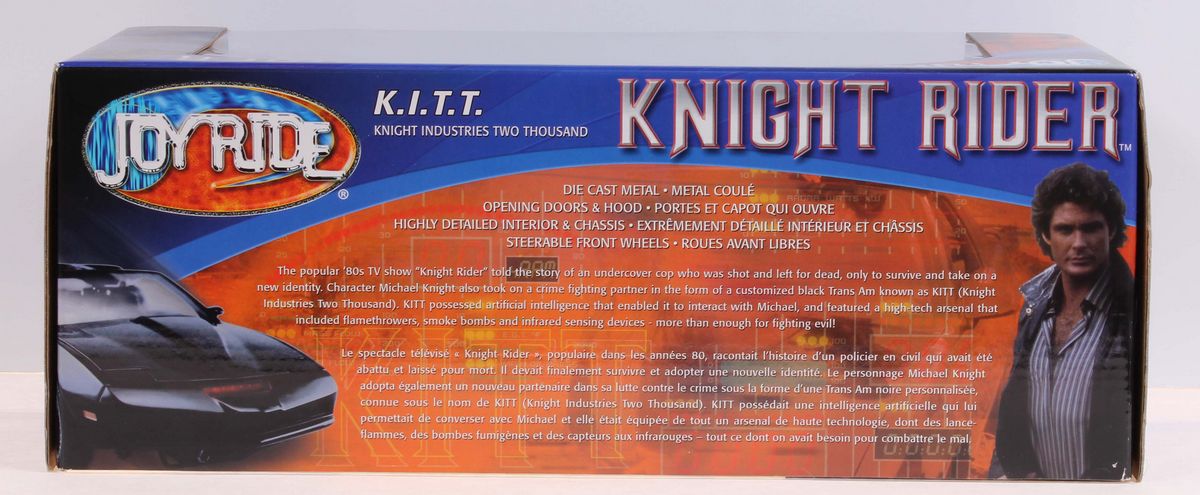 JOYRIDE ®
K.I.T.T.
KNIGHT INDUSTRIES TWO THOUSAND
KNIGHT RIDER™
DIE CAST METAL • METAL COULÉ
OPENING DOORS & HOOD • PORTES ET CAPOT QUI OUVRE
HIGHLY DETAILED INTERIOR & CHASSIS • EXTRÊMEMENT DÉTAILLÉ INTÉRIEUR ET CHÂSSIS
STEERABLE FRONT WHEELS • ROUES AVANT LIBRES
The popular '80s TV show "Knight Rider" told the story of an undercover cop who was shot and left for dead, only to survive and take on a
new identity. Character Michael Knight also took on a crime fighting partner in the form of a customized black Trans Am known as KITT (Knight
Industries Two Thousand). KITT possessed artificial intelligence that enabled it to interact with Michael, and featured a high-tech arsenal that
included flamethrowers, smoke bombs and infrared sensing devices - more than enough for fighting evil!
Le spectacle télévisé « Knight Rider », populaire dans les années 80, racontait l'histoire d'un policier en civil qui avait été
abattu et laissé pour mort. Il devait finalement survivre et adopter une nouvelle identité. Le personnage Michael Knight
adopta également un nouveau partenaire dans sa lutte contre le crime sous la forme d'une Trans Am noire personnalisée,
connue sous le nom de KITT (Knight Industries Two Thousand). KITT possédait une intelligence artificielle qui lui
permettait de converser avec Michael et elle était équipée de tout un arsenal de haute technologie, dont des lance-
flammes, des bombes fumigènes et des capteurs aux infrarouges – tout ce dont on avait besoin pour combattre le mal.